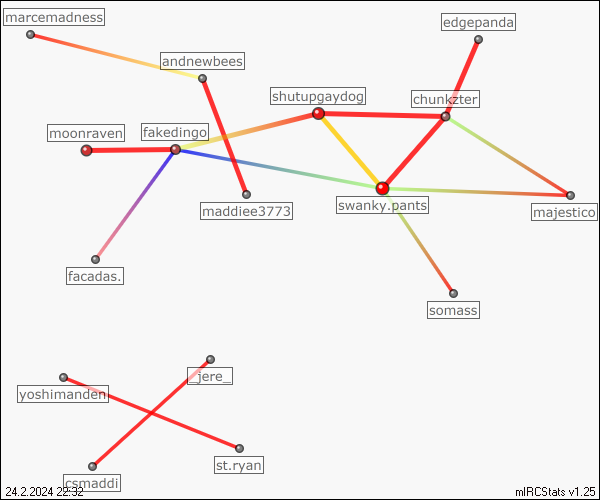 marcemadness
edgepanda
andnewbees
shutupgaydog
chunkzter
moonraven
fakedingo
maddiee3773
swanky.pants
majestico
facadas.
somass
_jere_
yoshimanden
st.ryan
csmaddi
24.2.2024 22:32
mIRCStats v1.25